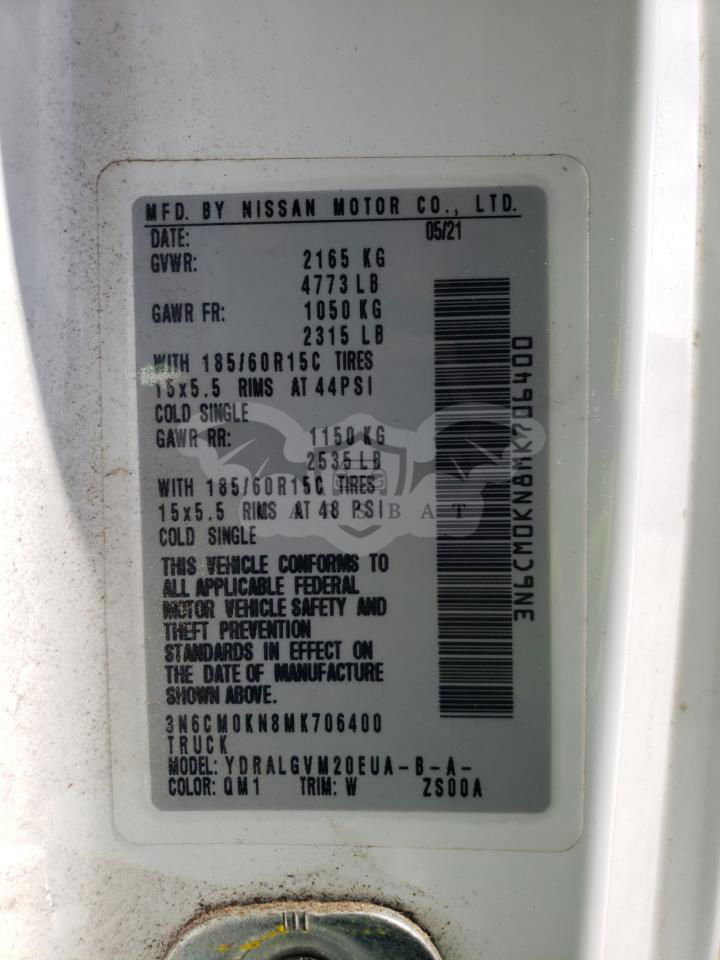 MFD. BY NISSAN MOTOR CO., LTD.
DATE: 05/21
GVWR: 2165 KG
4773 LB
GAWR FR: 1050 KG
2315 LB
WITH 185/60R15C TIRES
15x5.5 RIMS AT 44PSI
COLD SINGLE
GAWR RR: 1150 KG
2535 LB
WITH 185/60R15C TIRES
15x5.5 RIMS AT 48 PSI
COLD SINGLE
THIS VEHICLE CONFORMS TO
ALL APPLICABLE FEDERAL
MOTOR VEHICLE SAFETY AND
THEFT PREVENTION
STANDARDS IN EFFECT ON
THE DATE OF MANUFACTURE
SHOWN ABOVE.
3N6CM0KN8MK706400
TRUCK
MODEL: YDRALGVM20EUA-B-A-
COLOR: QM1 TRIM: W ZS00A
3N6CM0KN8MK706400